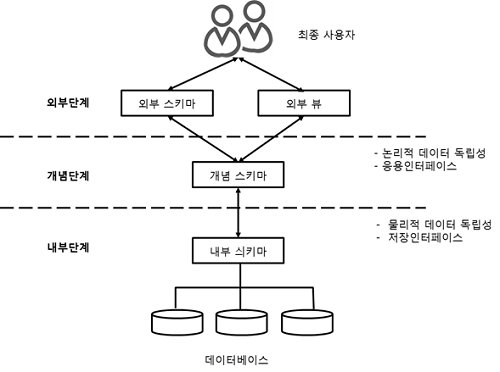 최종 사용자
외부단계
외부 스키마
외부 뷰
- 논리적 데이터 독립성
- 응용인터페이스
개념단계
개념 스키마
- 물리적 데이터 독립성
- 저장인터페이스
내부단계
내부 싀키마
데이터베이스